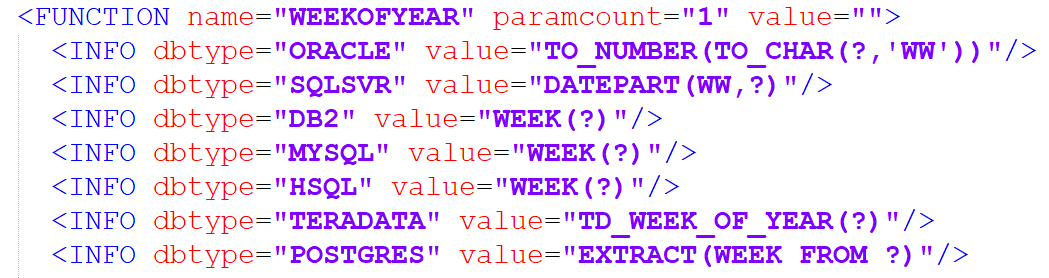 <FUNCTION name="WEEKOFYEAR" paramcount="1" value="">
<INFO dbtype="ORACLE" value="TO_NUMBER(TO_CHAR(?,'WW'))"/>
<INFO dbtype="SQLSVR" value="DATEPART(WW,?)"/>
<INFO dbtype="DB2" value="WEEK(?)"/>
<INFO dbtype="MYSQL" value="WEEK(?)"/>
<INFO dbtype="HSQL" value="WEEK(?)"/>
<INFO dbtype="TERADATA" value="TD_WEEK_OF_YEAR(?)"/>
<INFO dbtype="POSTGRES" value="EXTRACT(WEEK FROM ?)"/>